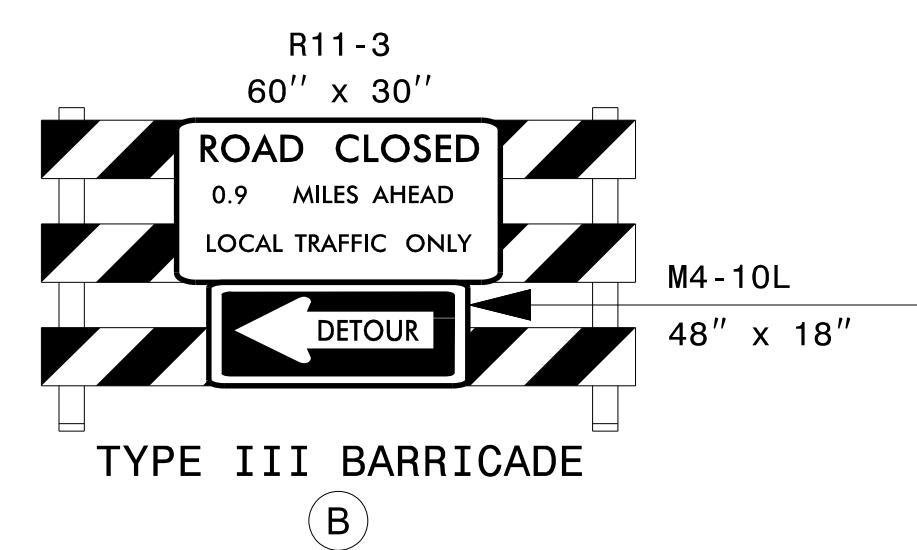 R11-3
60" x 30"
ROAD CLOSED
0.9 MILES AHEAD
LOCAL TRAFFIC ONLY
DETOUR
M4-10L
48" x 18"
TYPE III BARRICADE
B